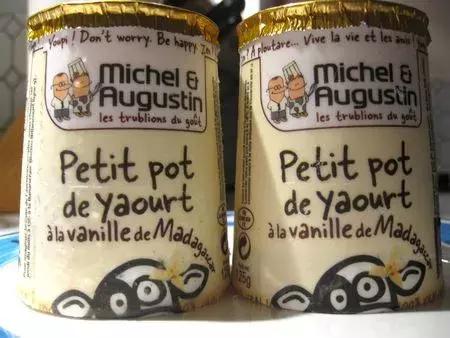 Youpi ! Don't worry. Be happy.
Michel &
Augustin
les trublions du goût
Petit pot
de yaourt
à la vanille de Madagascar
A ploutare... Vive la vie et les amis !
Michel &
Augustin
les trublions du goût
Petit pot
de yaourt
à la vanille de Madagascar
125g